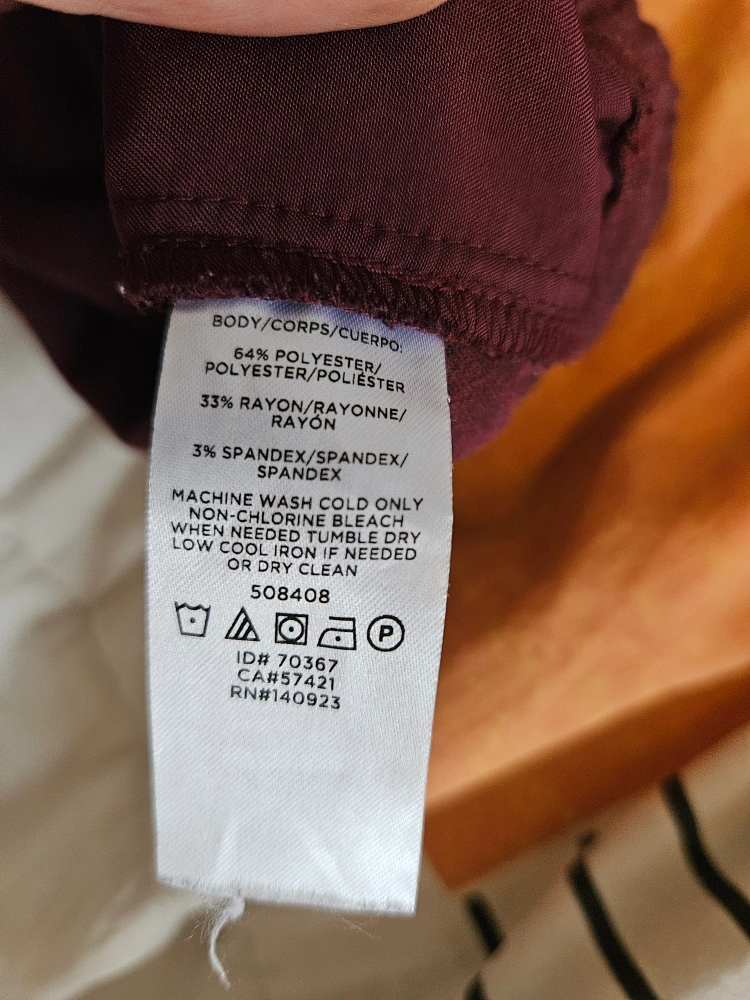 BODY/CORPS/CUERPO:
64% POLYESTER/
POLYESTER/POLIÉSTER
33% RAYON/RAYONNE/
RAYÓN
3% SPANDEX/SPANDEX/
SPANDEX
MACHINE WASH COLD ONLY
NON-CHLORINE BLEACH
WHEN NEEDED TUMBLE DRY
LOW COOL IRON IF NEEDED
OR DRY CLEAN
508408
P
ID# 70367
CA#57421
RN#140923